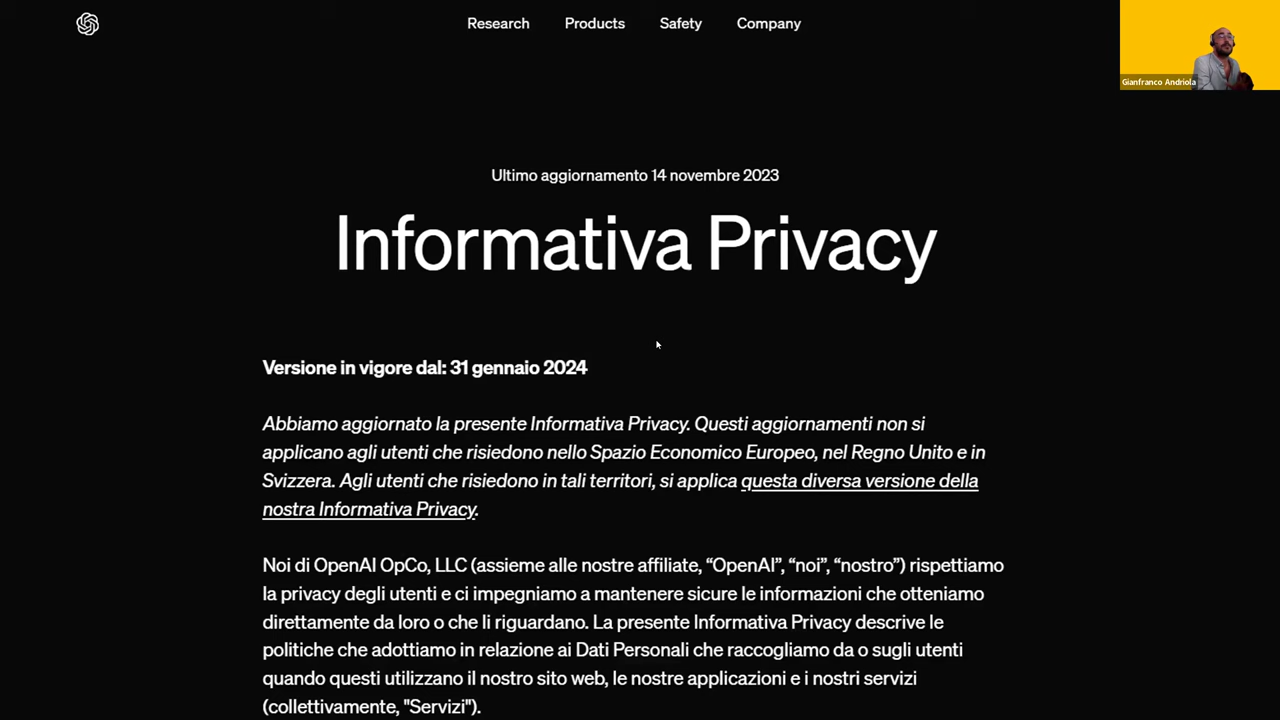 Research Products Safety Company
Gianfranco Andriola
Ultimo aggiornamento 14 novembre 2023
Informativa Privacy
Versione in vigore dal: 31 gennaio 2024
Abbiamo aggiornato la presente Informativa Privacy. Questi aggiornamenti non si
applicano agli utenti che risiedono nello Spazio Economico Europeo, nel Regno Unito e in
Svizzera. Agli utenti che risiedono in tali territori, si applica questa diversa versione della
nostra Informativa Privacy.
Noi di OpenAI OpCo, LLC (assieme alle nostre affiliate, “OpenAI”, “noi”, “nostro”) rispettiamo
la privacy degli utenti e ci impegniamo a mantenere sicure le informazioni che otteniamo
direttamente da loro o che li riguardano. La presente Informativa Privacy descrive le
politiche che adottiamo in relazione ai Dati Personali che raccogliamo da o sugli utenti
quando questi utilizzano il nostro sito web, le nostre applicazioni e i nostri servizi
(collettivamente, "Servizi").